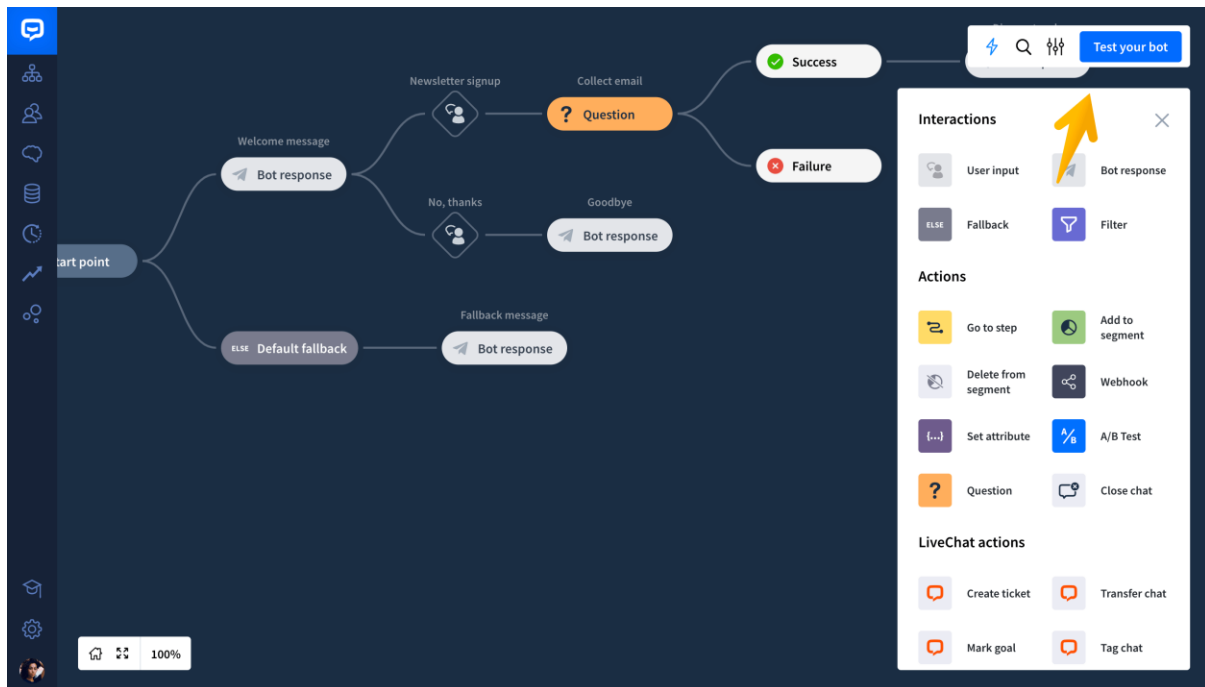 Test your bot
Newsletter signup
Collect email
Success
Question
Welcome message
Bot response
Failure
No, thanks
Goodbye
Bot response
tart point
Fallback message
ELSE Default fallback
Bot response
100%
Interactions
User input
Bot response
ELSE
Fallback
Filter
Actions
Go to step
Add to
segment
Delete from
segment
Webhook
{...}
Set attribute
A/B
A/B Test
?
Question
Close chat
LiveChat actions
Create ticket
Transfer chat
Mark goal
Tag chat